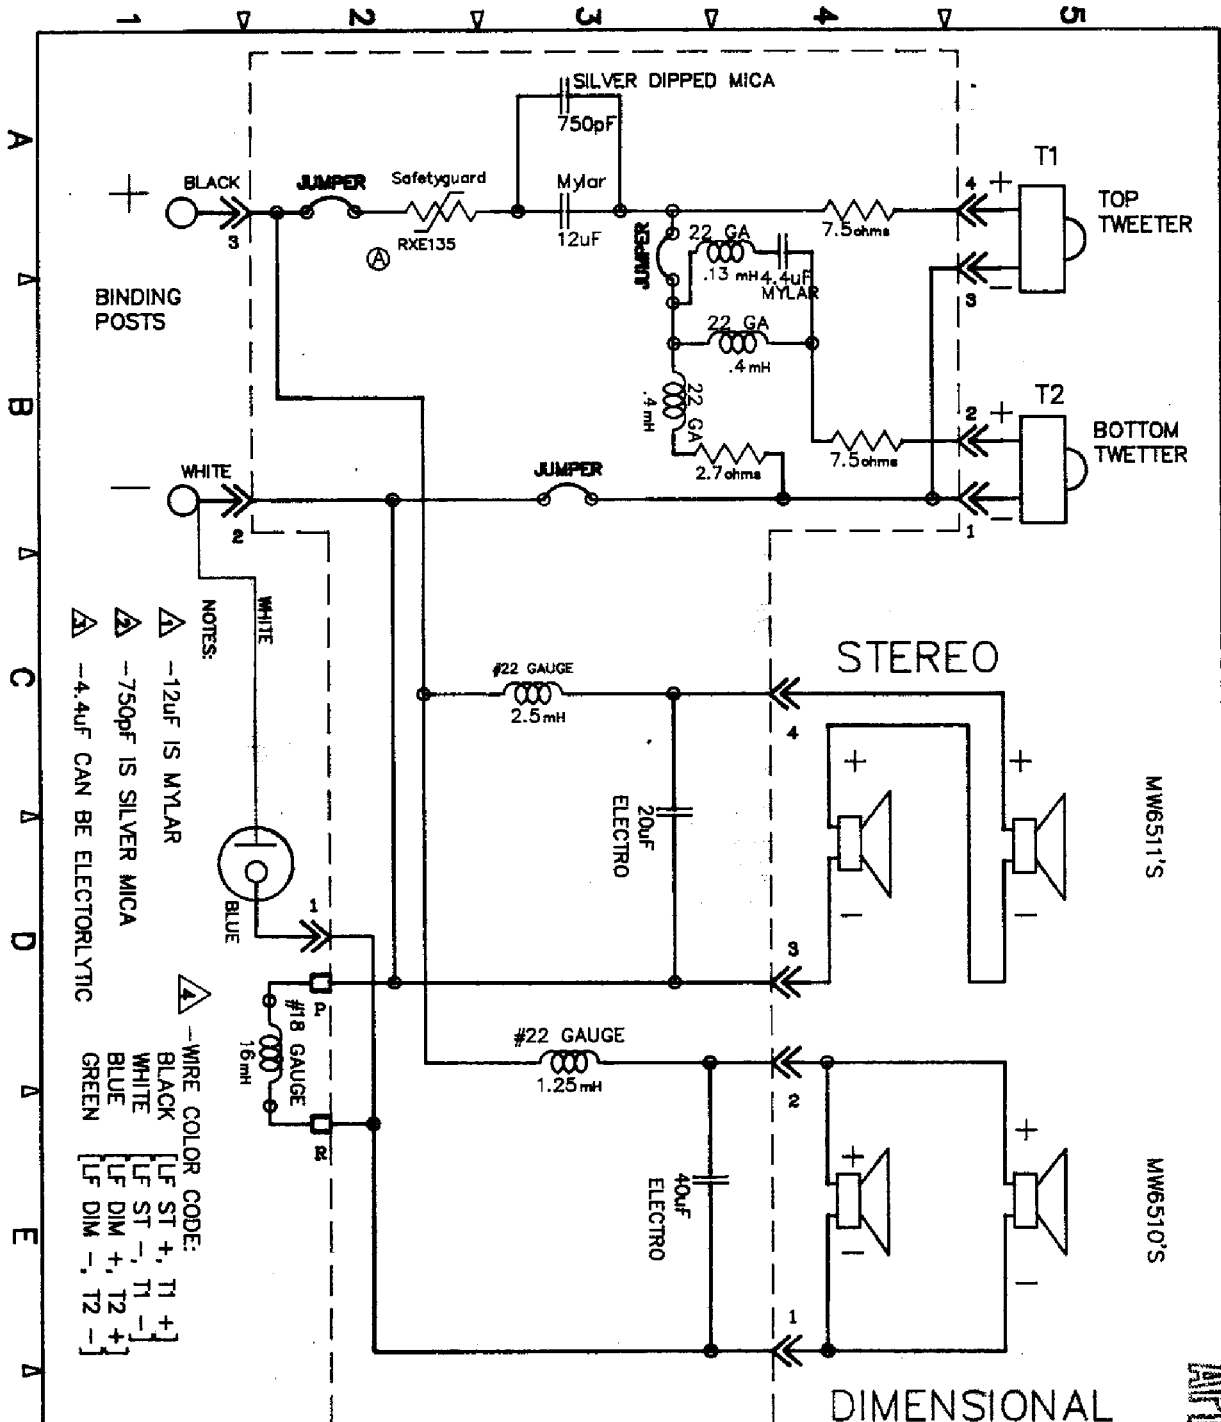 2
3
4
5
A
B
C
D
E
SILVER DIPPED MICA
750pF
BLACK
JUMPER
Safetyguard
RXE135
A
Mylar
12uF
3
JUMPER
22 GA
.13 mH
4.4uF
MYLAR
22 GA
.4mH
22 GA
.4mH
2.7ohms
7.5ohms
7.5ohms
4
+
-
3
T1
TOP
TWEETER
2
+
-
1
T2
BOTTOM
TWETTER
+
BINDING
POSTS
-
WHITE
2
JUMPER
WHITE
BLUE
1
STEREO
#22 GAUGE
2.5mH
20uF
ELECTRO
4
3
+
-
+
-
MW6511'S
#22 GAUGE
1.25mH
40uF
ELECTRO
2
1
+
-
+
-
MW6510'S
DIMENSIONAL
#18 GAUGE
16mH
NOTES:
1 -12uF IS MYLAR
2 -750pF IS SILVER MICA
3 -4.4uF CAN BE ELECTORLYTIC
4 -WIRE COLOR CODE:
BLACK [LF ST +, T1 +]
WHITE [LF ST -, T1 -]
BLUE [LF DIM +, T2 +]
GREEN [LF DIM -, T2 -]